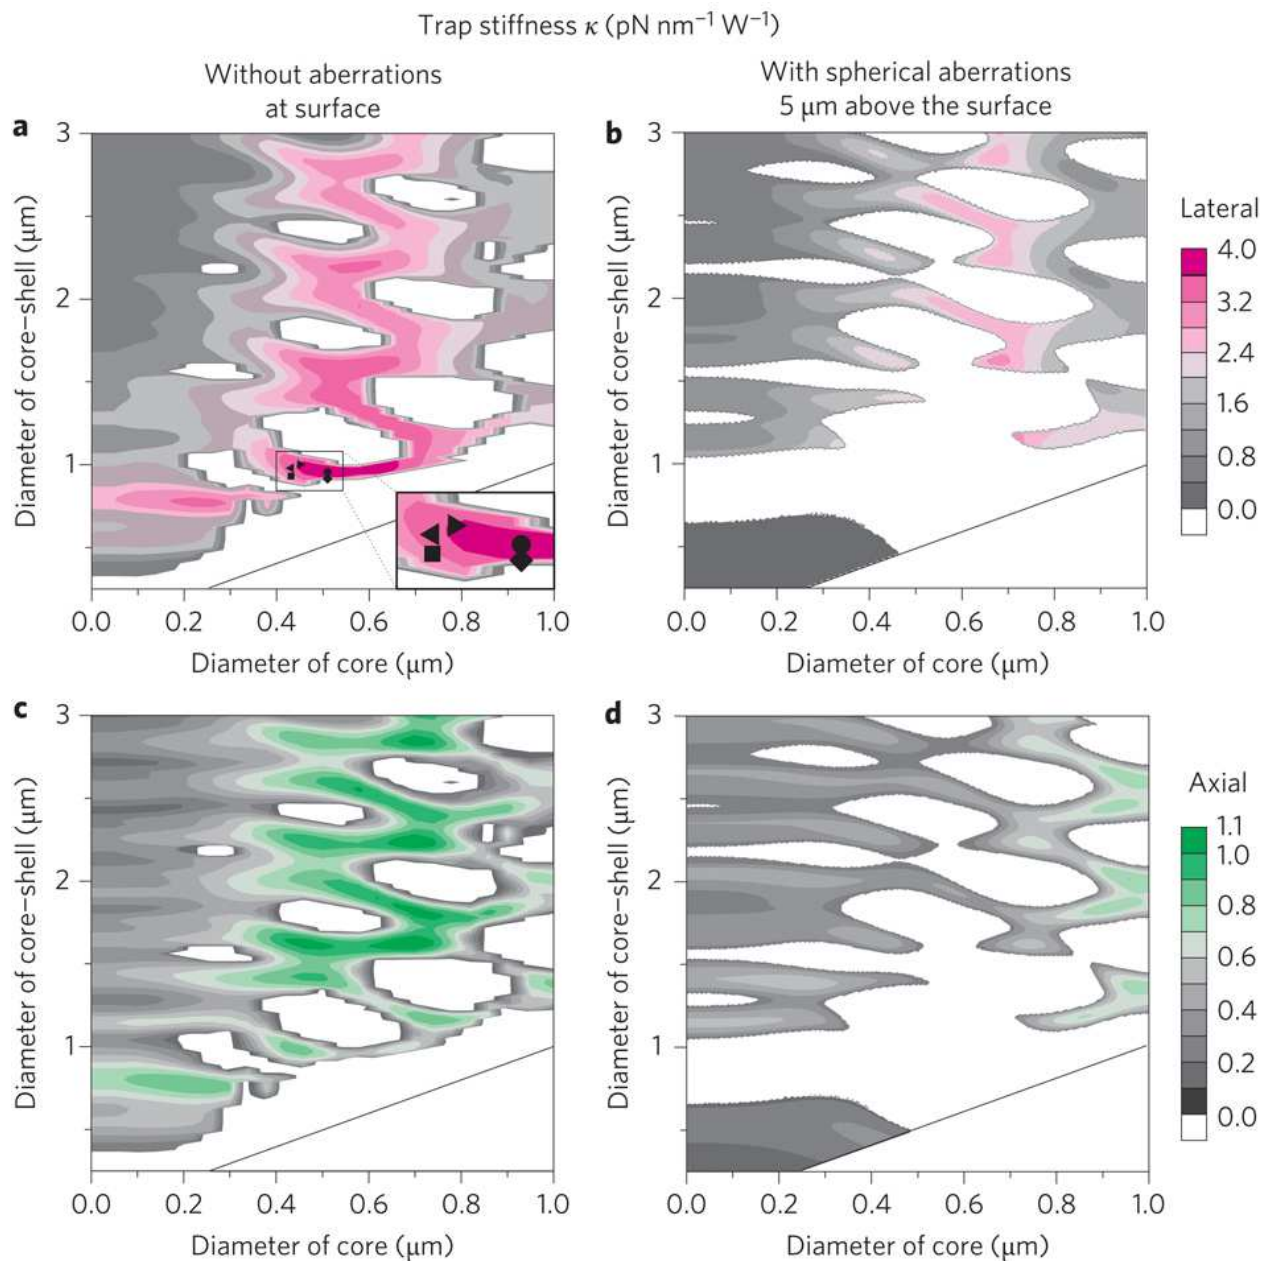 Trap stiffness κ (pN nm⁻¹ W⁻¹)
Without aberrations
at surface
With spherical aberrations
5 μm above the surface
a
3
2
1
Diameter of core–shell (μm)
0.0 0.2 0.4 0.6 0.8 1.0
Diameter of core (μm)
b
3
2
1
Diameter of core–shell (μm)
0.0 0.2 0.4 0.6 0.8 1.0
Diameter of core (μm)
Lateral
4.0
3.2
2.4
1.6
0.8
0.0
c
3
2
1
Diameter of core–shell (μm)
0.0 0.2 0.4 0.6 0.8 1.0
Diameter of core (μm)
d
3
2
1
Diameter of core–shell (μm)
0.0 0.2 0.4 0.6 0.8 1.0
Diameter of core (μm)
Axial
1.1
1.0
0.8
0.6
0.4
0.2
0.0